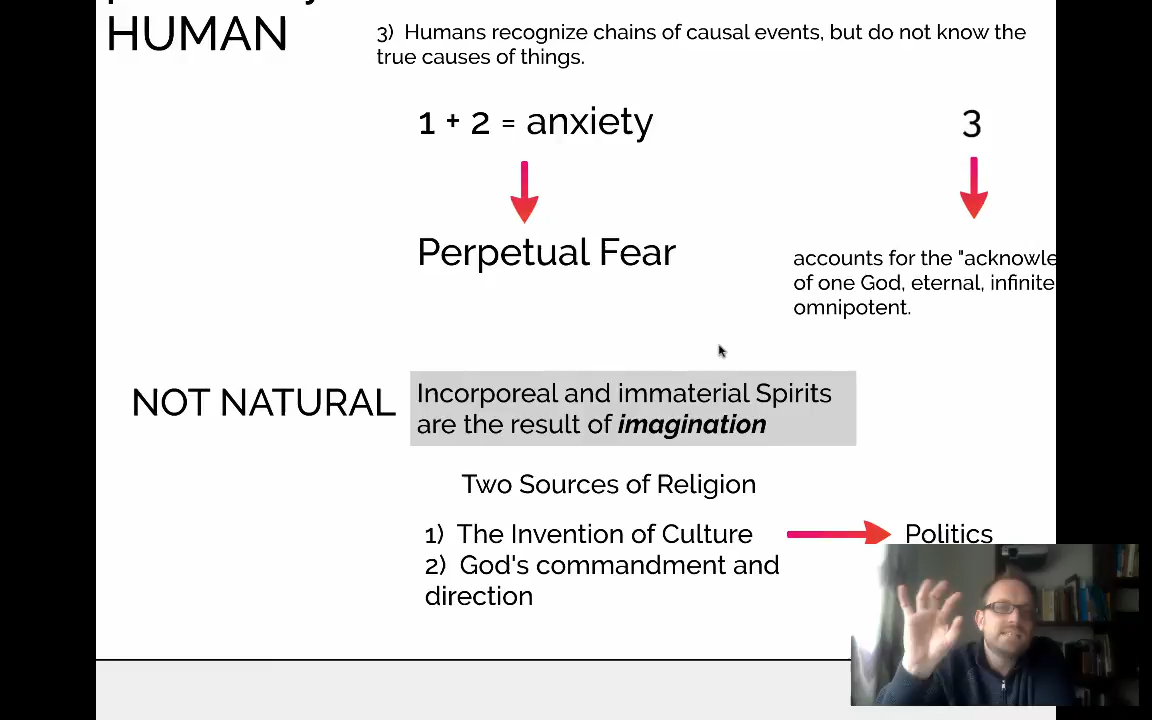 HUMAN
3) Humans recognize chains of causal events, but do not know the
true causes of things.
1 + 2 = anxiety
3
Perpetual Fear
accounts for the "acknowle
of one God, eternal, infinite
omnipotent.
NOT NATURAL
Incorporeal and immaterial Spirits
are the result of imagination
Two Sources of Religion
1) The Invention of Culture
Politics
2) God's commandment and
direction